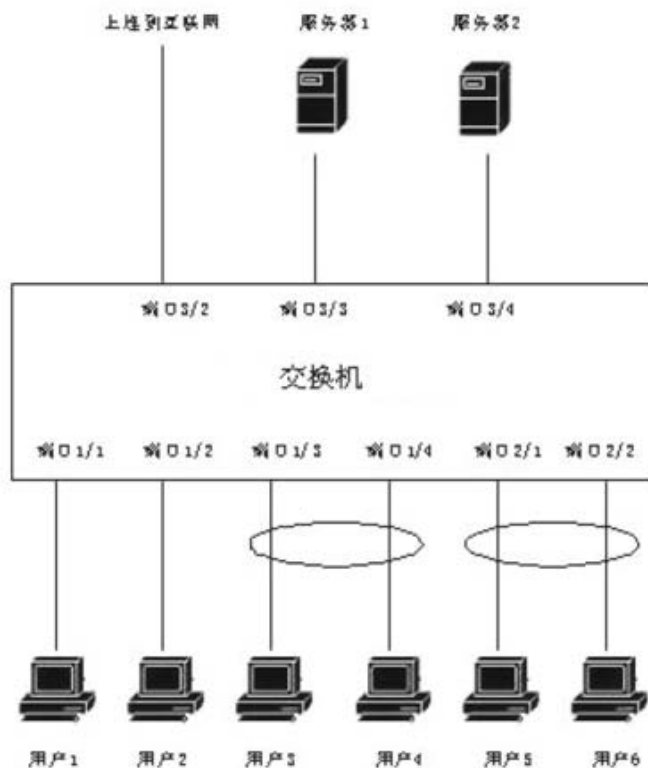 上连到互联网 服务器1 服务器2
端口3/2 端口3/3 端口3/4
交换机
端口1/1 端口1/2 端口1/3 端口1/4 端口2/1 端口2/2
用户1 用户2 用户3 用户4 用户5 用户6